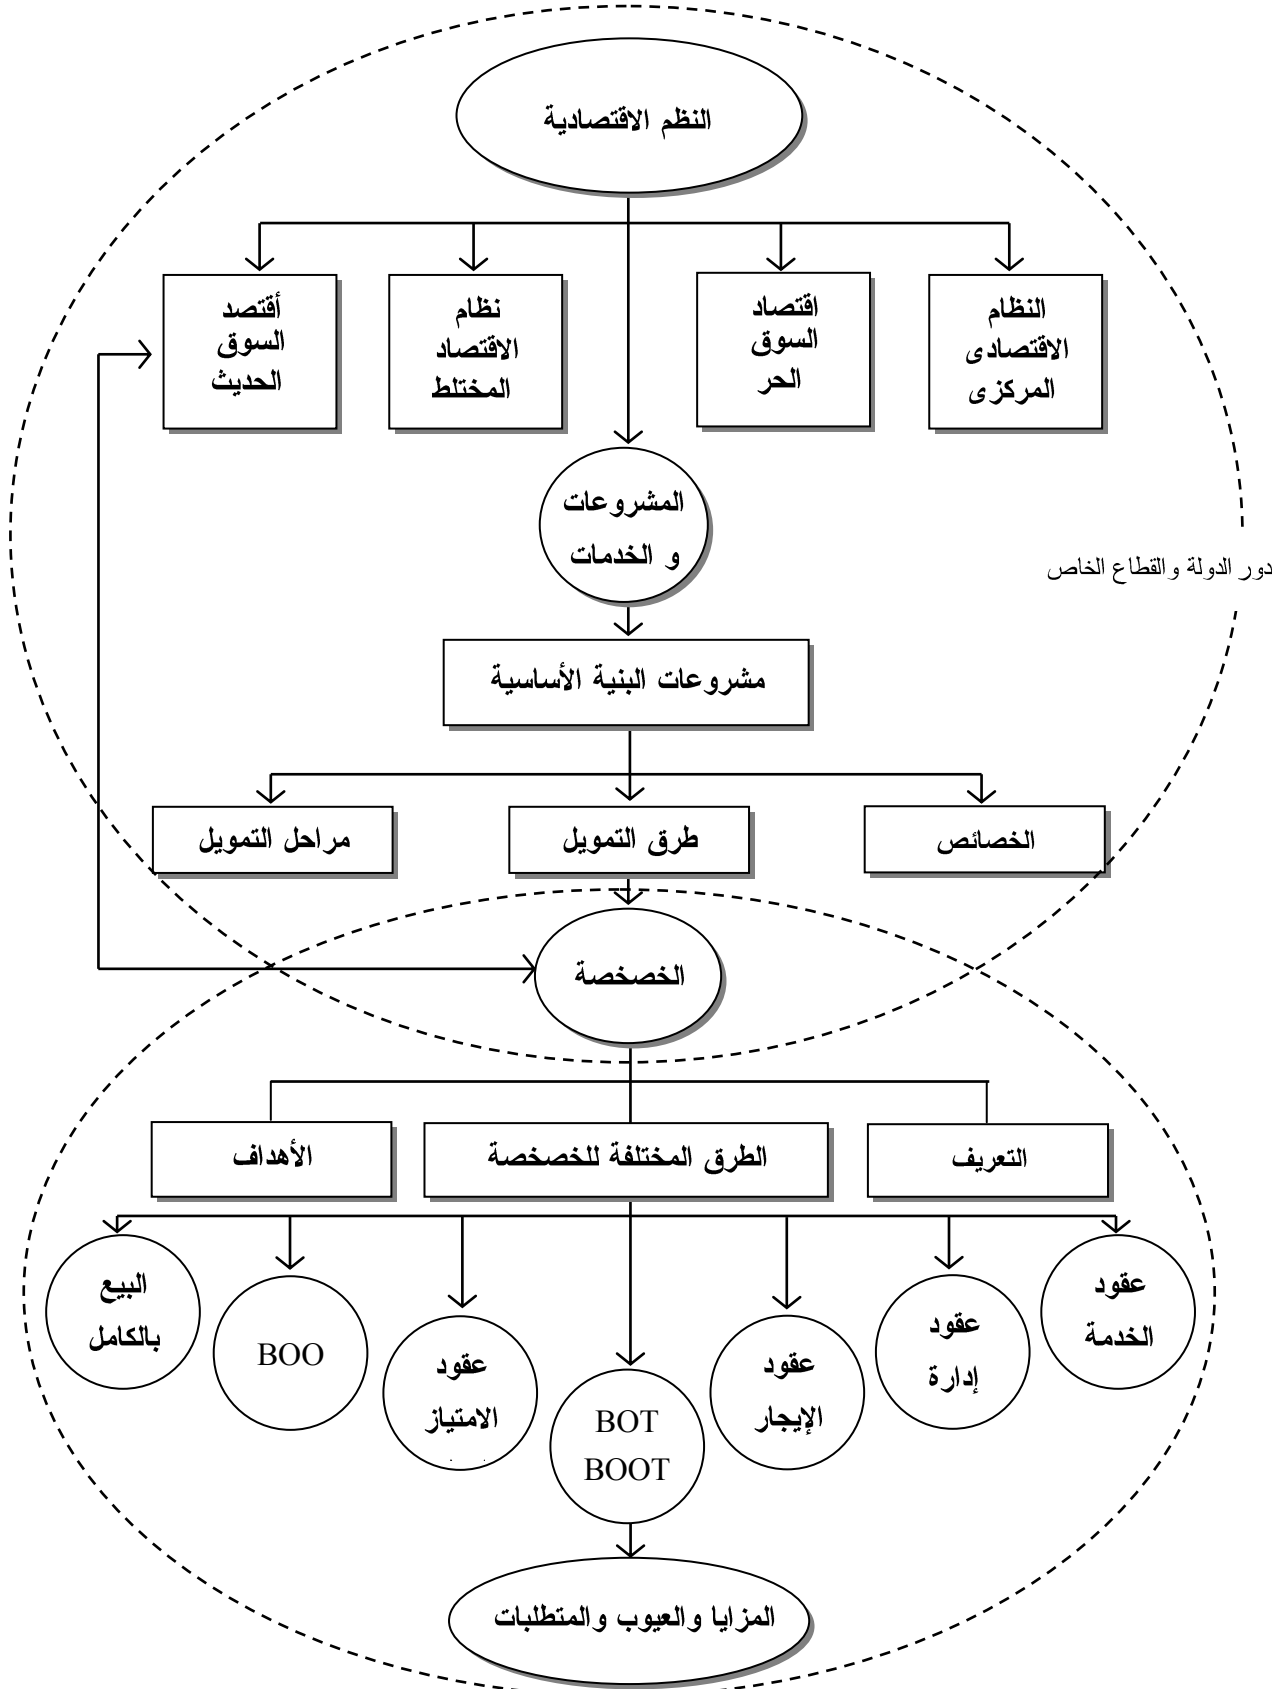 النظم الاقتصادية
النظام
الاقتصادى
المركزى
اقتصاد
السوق
الحر
نظام
الاقتصاد
المختلط
أقتصد
السوق
الحديث
المشروعات
و الخدمات
دور الدولة والقطاع الخاص
مشروعات البنية الأساسية
الخصائص
طرق التمويل
مراحل التمويل
الخصخصة
التعريف
الطرق المختلفة للخصخصة
الأهداف
عقود
الخدمة
عقود
إدارة
عقود
الإيجار
BOT
BOOT
عقود
الامتياز
BOO
البيع
بالكامل
المزايا والعيوب والمتطلبات